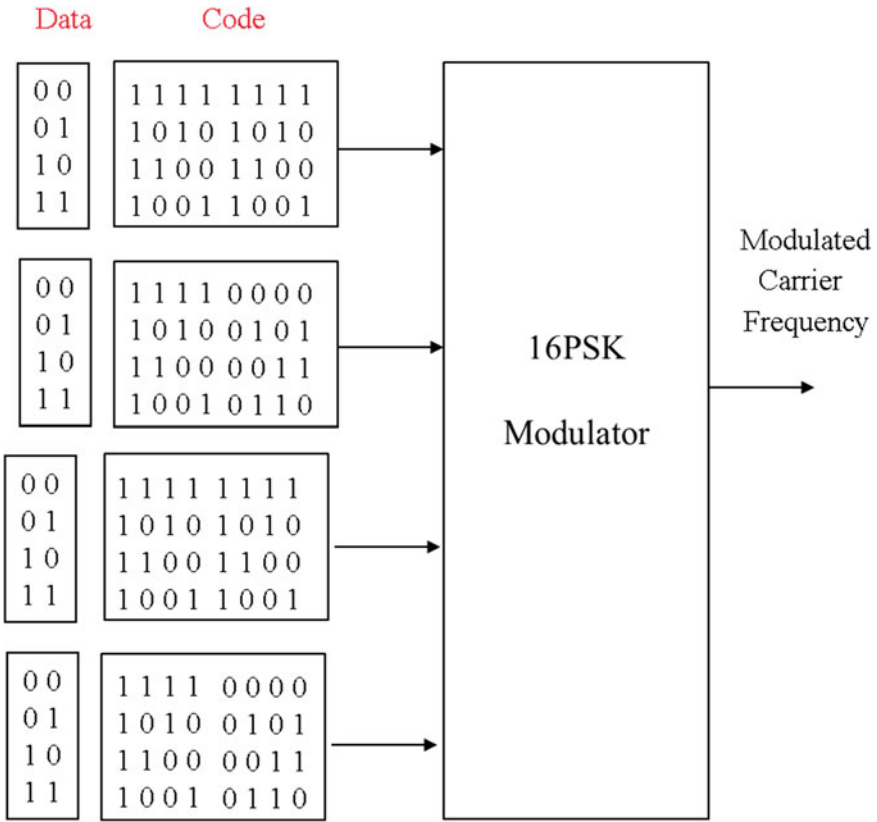 Data Code
0 0
0 1
1 0
1 1
1 1 1 1 1 1 1 1
1 0 1 0 1 0 1 0
1 1 0 0 1 1 0 0
1 0 0 1 1 0 0 1
0 0
0 1
1 0
1 1
1 1 1 1 0 0 0 0
1 0 1 0 0 1 0 1
1 1 0 0 0 0 1 1
1 0 0 1 0 1 1 0
0 0
0 1
1 0
1 1
1 1 1 1 1 1 1 1
1 0 1 0 1 0 1 0
1 1 0 0 1 1 0 0
1 0 0 1 1 0 0 1
0 0
0 1
1 0
1 1
1 1 1 1 0 0 0 0
1 0 1 0 0 1 0 1
1 1 0 0 0 0 1 1
1 0 0 1 0 1 1 0
16PSK
Modulator
Modulated
Carrier
Frequency